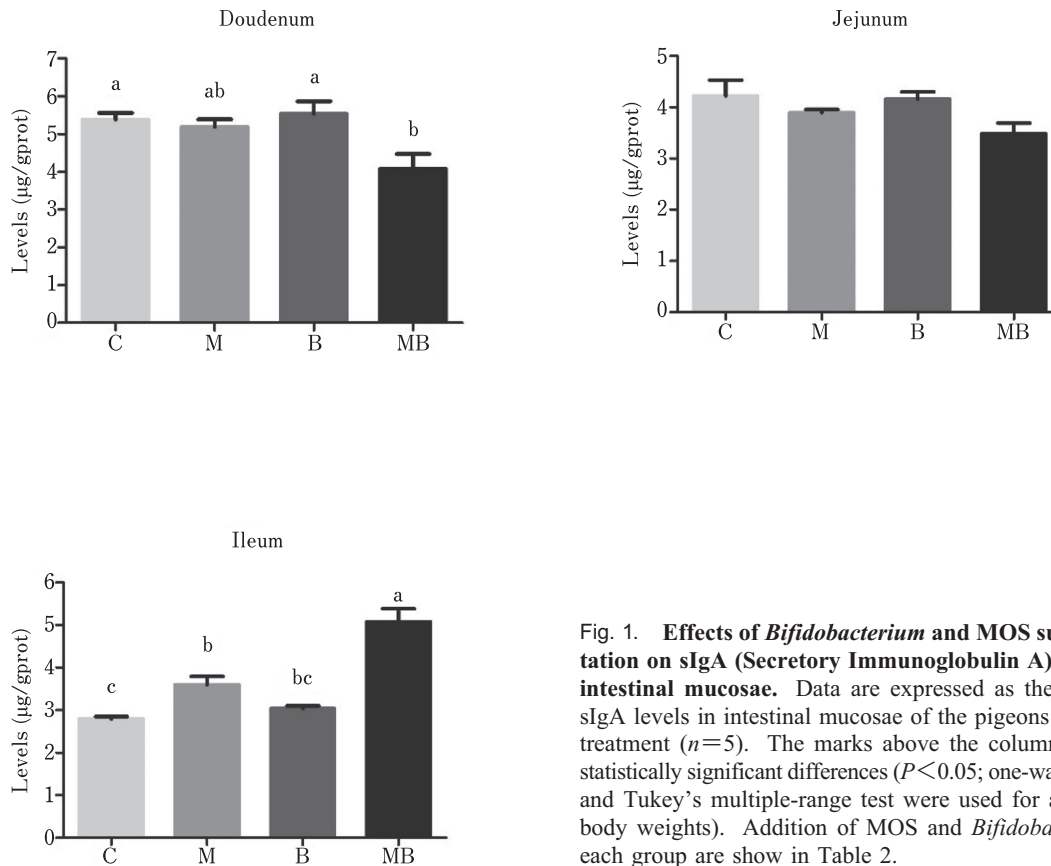 Doudenum
Levels (μg/gprot)
7
6
5
4
3
2
1
0
a
ab
a
b
C M B MB
Jejunum
Levels (μg/gprot)
5
4
3
2
1
0
C M B MB
Ileum
Levels (μg/gprot)
6
5
4
3
2
1
0
c
b
bc
a
C M B MB
Fig. 1. Effects of Bifidobacterium and MOS su
tation on sIgA (Secretory Immunoglobulin A)
intestinal mucosae. Data are expressed as the
sIgA levels in intestinal mucosae of the pigeons
treatment (n=5). The marks above the column
statistically significant differences (P<0.05; one-wa
and Tukey's multiple-range test were used for a
body weights). Addition of MOS and Bifidoba
each group are show in Table 2.